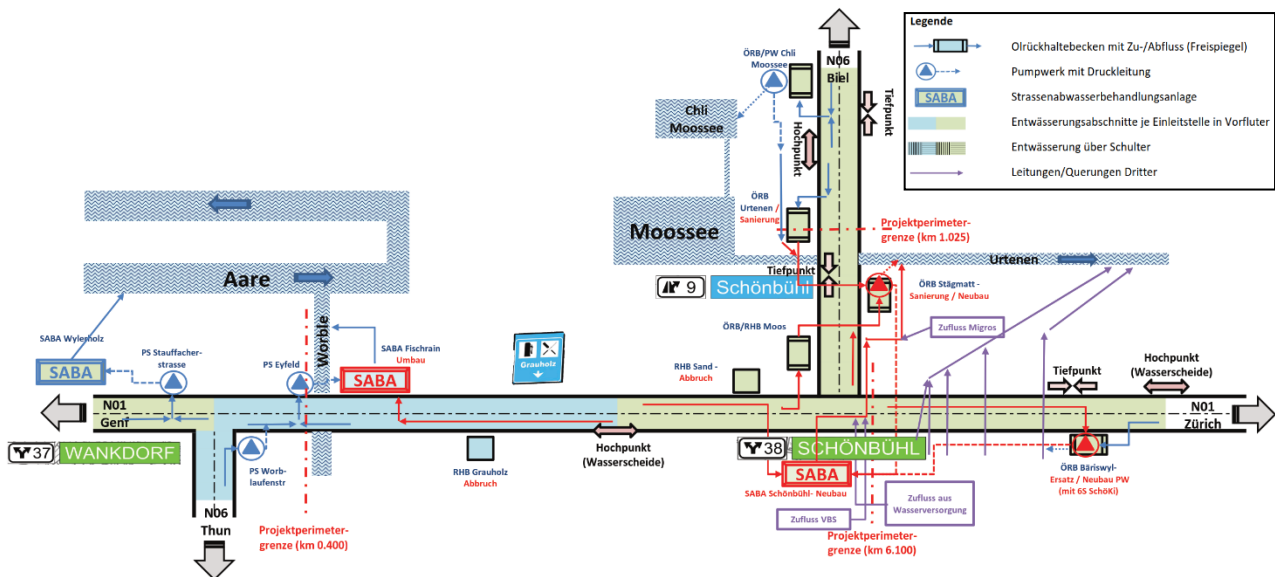 Legende
Olrückhaltebecken mit Zu-/Abfluss (Freispiegel)
Pumpwerk mit Druckleitung
SABA
Strassenabwasserbehandlungsanlage
Entwässerungsabschnitte je Einleitstelle in Vorfluter
Entwässerung über Schulter
Leitungen/Querungen Dritter
ÖRB/PW Chli
Moossee
N06
Biel
Tiefpunkt
Chli
Moossee
Hochpunkt
ÖRB
Urtenen /
Sanierung
Moossee
Projektperimeter-
grenze (km 1.025)
Tiefpunkt
Urtenen
9
Schönbühl
ÖRB Stägmatt -
Sanierung / Neubau
Aare
Worble
SABA Wylerholz
SABA
PS Stauffacher-
strasse
PS Eyfeld
SABA Fischrain
Umbau
SABA
Grauholz
ÖRB/RHB Moos
RHB Sand -
Abbruch
Zufluss Migros
Tiefpunkt
Hochpunkt
(Wasserscheide)
N01
Genf
N01
Zürich
37
WANKDORF
PS Worb-
laufenstr
RHB Grauholz
Abbruch
Hochpunkt
(Wasserscheide)
38
SCHÖNBÜHL
SABA
SABA Schönbühl- Neubau
ÖRB Bäriswyl-
Ersatz / Neubau PW
(mit 6S SchöKi)
Zufluss VBS
Zufluss aus
Wasserversorgung
N06
Thun
Projektperimeter-
grenze (km 0.400)
Projektperimeter-
grenze (km 6.100)